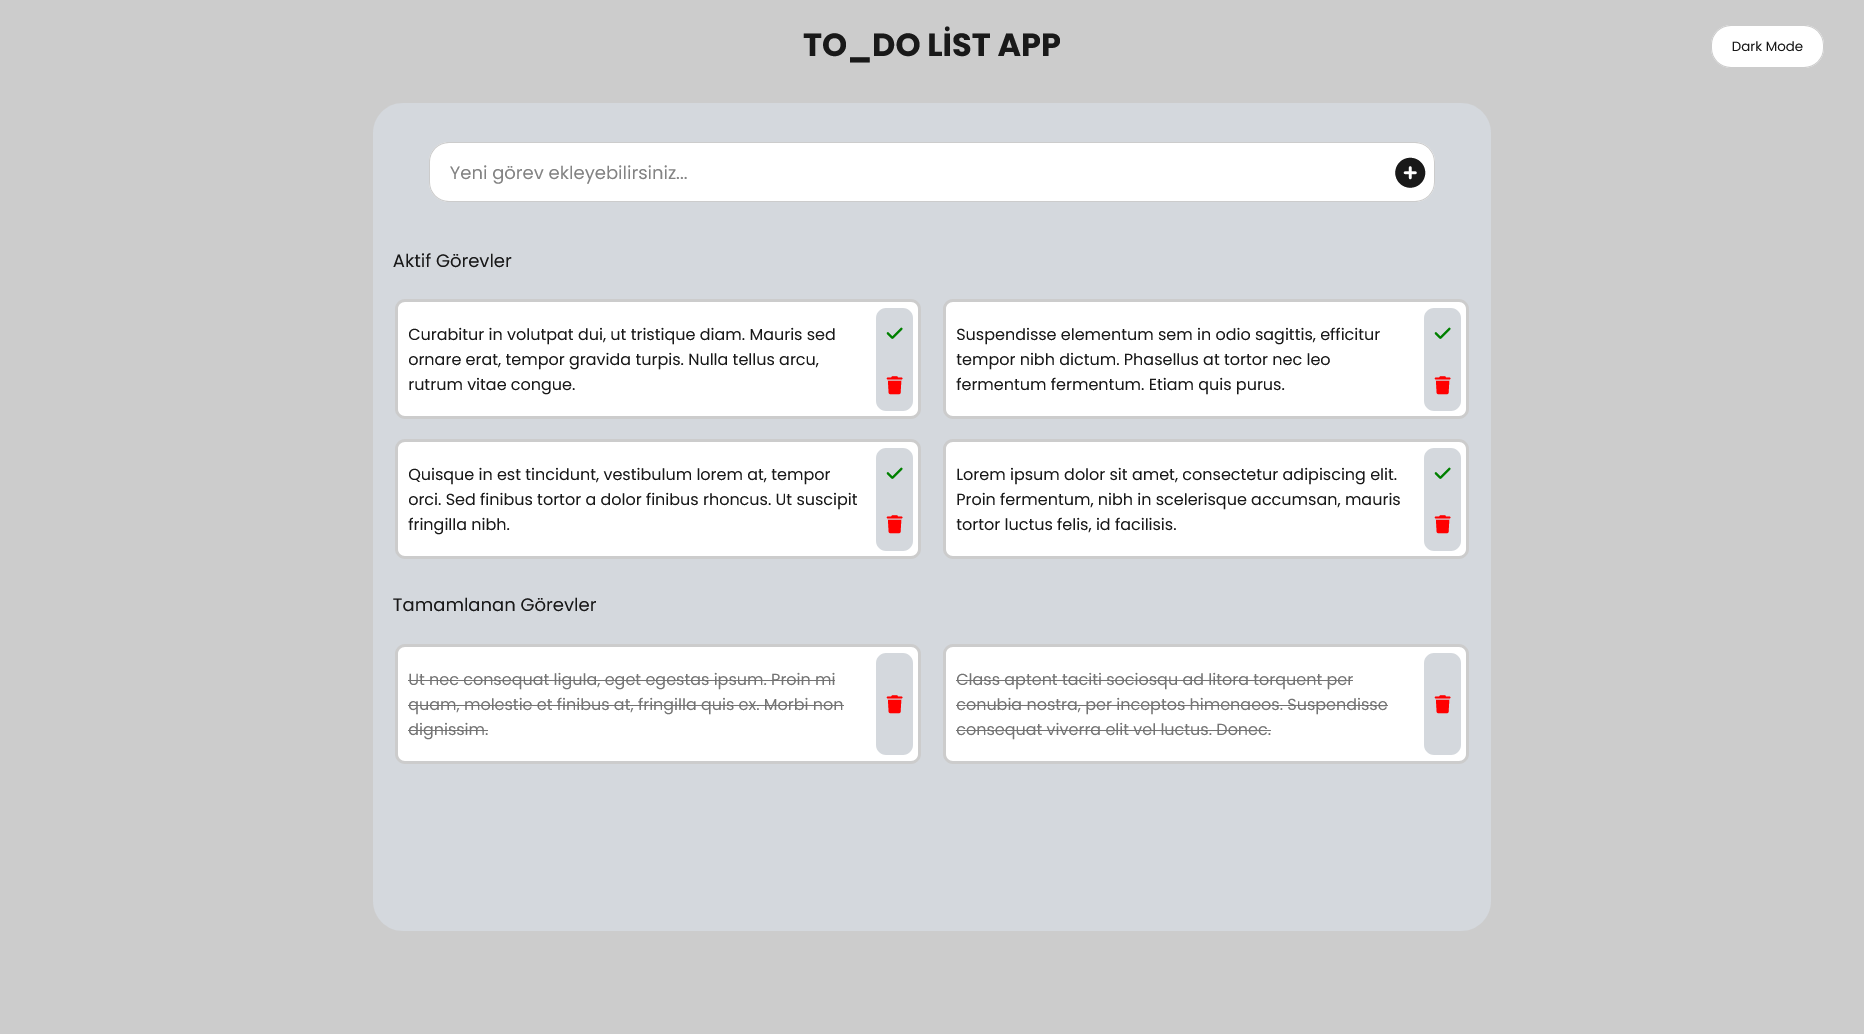 TO_DO LİST APP
Dark Mode
Yeni görev ekleyebilirsiniz...
Aktif Görevler
Curabitur in volutpat dui, ut tristique diam. Mauris sed
ornare erat, tempor gravida turpis. Nulla tellus arcu,
rutrum vitae congue.
Suspendisse elementum sem in odio sagittis, efficitur
tempor nibh dictum. Phasellus at tortor nec leo
fermentum fermentum. Etiam quis purus.
Quisque in est tincidunt, vestibulum lorem at, tempor
orci. Sed finibus tortor a dolor finibus rhoncus. Ut suscipit
fringilla nibh.
Lorem ipsum dolor sit amet, consectetur adipiscing elit.
Proin fermentum, nibh in scelerisque accumsan, mauris
tortor luctus felis, id facilisis.
Tamamlanan Görevler
Ut nec consequat ligula, eget egestas ipsum. Proin mi
quam, molestie et finibus at, fringilla quis ex. Morbi non
dignissim.
Class aptent taciti sociosqu ad litora torquent per
conubia nostra, per inceptos himenaeos. Suspendisse
consequat viverra elit vel luctus. Donec.